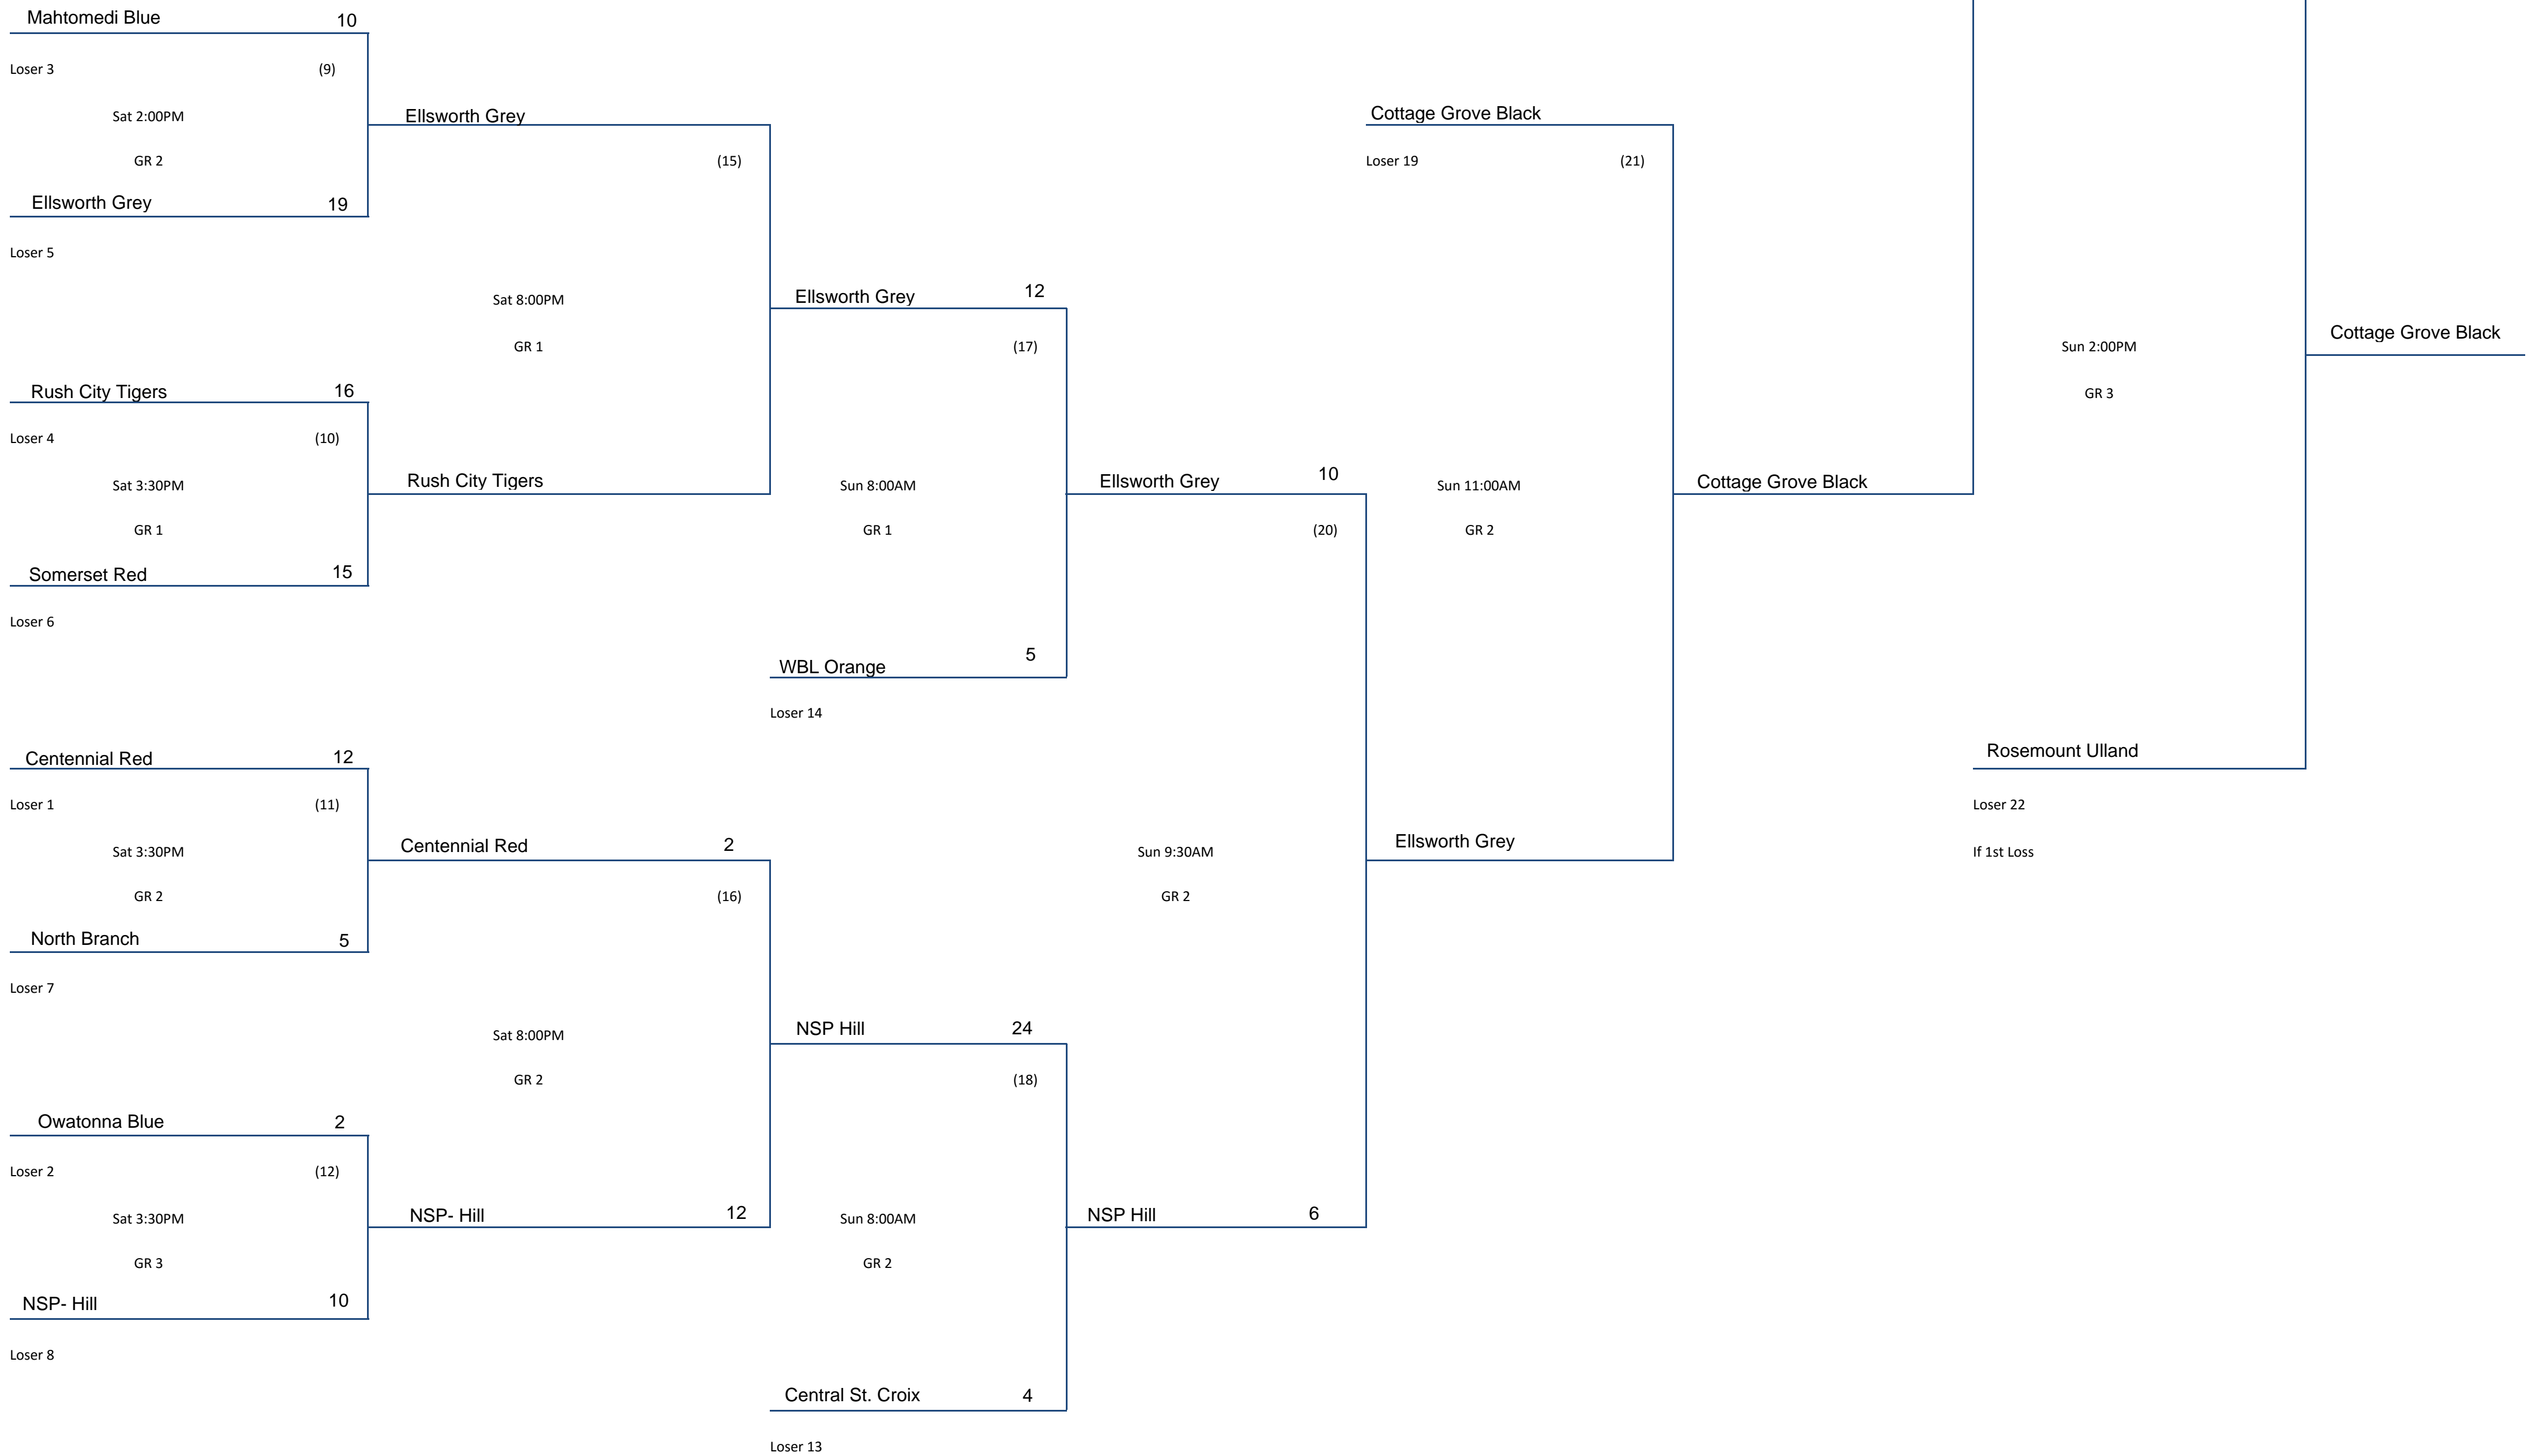 Mahtomedi Blue 10
Loser 3 (9)
Sat 2:00PM
Ellsworth Grey
Cottage Grove Black
GR 2
(15)
Loser 19 (21)
Ellsworth Grey 19
Loser 5
Sat 8:00PM
Ellsworth Grey 12
GR 1
(17)
Sun 2:00PM
Cottage Grove Black
Rush City Tigers 16
GR 3
Loser 4 (10)
Sat 3:30PM
Rush City Tigers
Sun 8:00AM
Ellsworth Grey 10
Sun 11:00AM
Cottage Grove Black
GR 1
GR 1
(20)
GR 2
Somerset Red 15
Loser 6
WBL Orange 5
Loser 14
Centennial Red 12
Rosemount Ulland
Loser 1 (11)
Loser 22
Sat 3:30PM
Centennial Red 2
Sun 9:30AM
Ellsworth Grey
If 1st Loss
GR 2
(16)
GR 2
North Branch 5
Loser 7
Sat 8:00PM
NSP Hill 24
GR 2
(18)
Owatonna Blue 2
Loser 2 (12)
Sat 3:30PM
NSP- Hill 12
Sun 8:00AM
NSP Hill 6
GR 3
GR 2
NSP- Hill 10
Loser 8
Central St. Croix 4
Loser 13